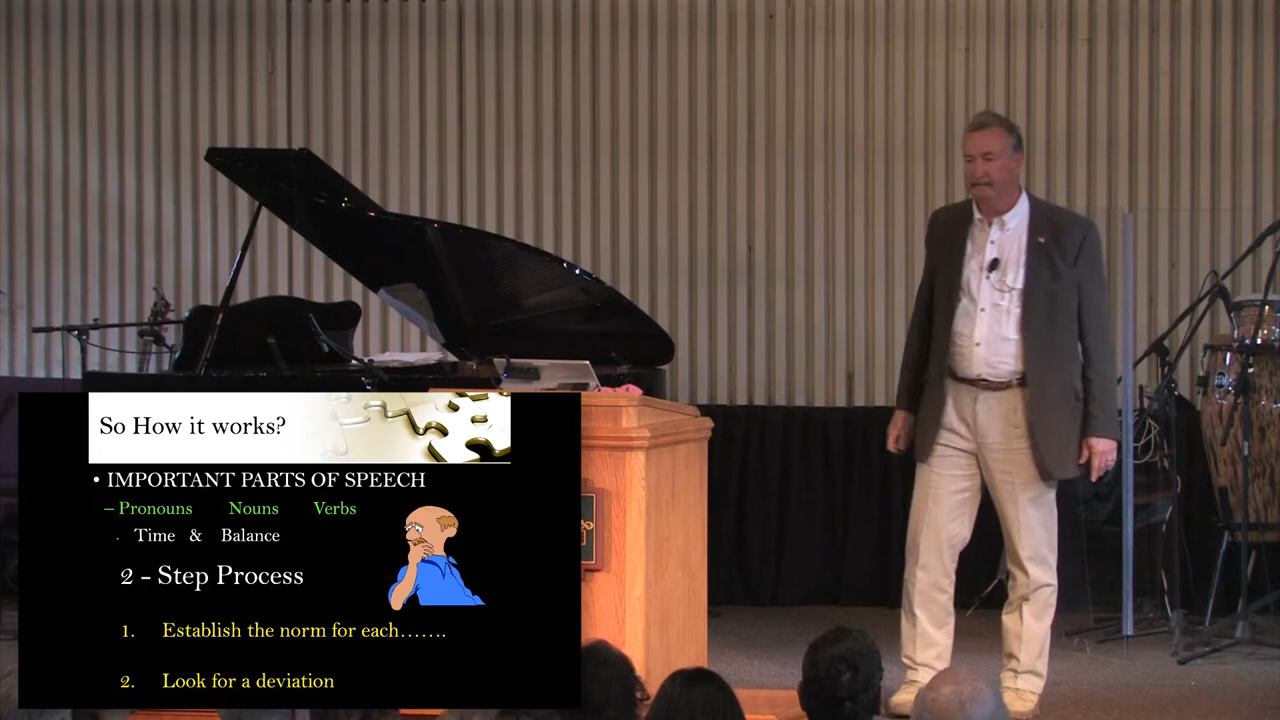 So How it works?
• IMPORTANT PARTS OF SPEECH
– Pronouns Nouns Verbs
. Time & Balance
2 - Step Process
1. Establish the norm for each…….
2. Look for a deviation